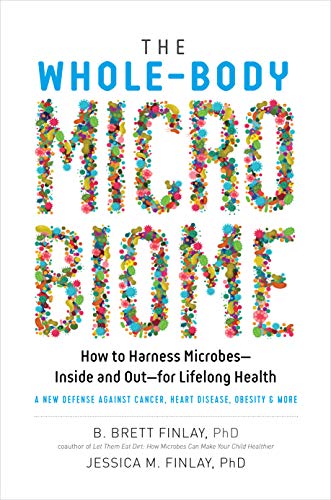 THE
WHOLE-BODY
MICRO
BIOME
How to Harness Microbes—
Inside and Out—for Lifelong Health
A NEW DEFENSE AGAINST CANCER, HEART DISEASE, OBESITY & MORE
B. BRETT FINLAY, PhD
coauthor of Let Them Eat Dirt: How Microbes Can Make Your Child Healthier
JESSICA M. FINLAY, PhD